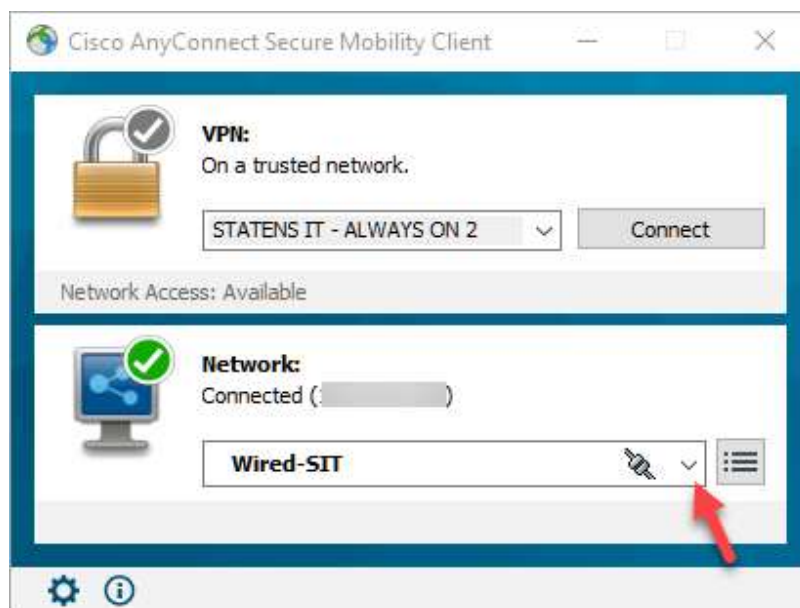 Cisco AnyConnect Secure Mobility Client
VPN:
On a trusted network.
STATENS IT - ALWAYS ON 2
Connect
Network Access: Available
Network:
Connected ( )
Wired-SIT